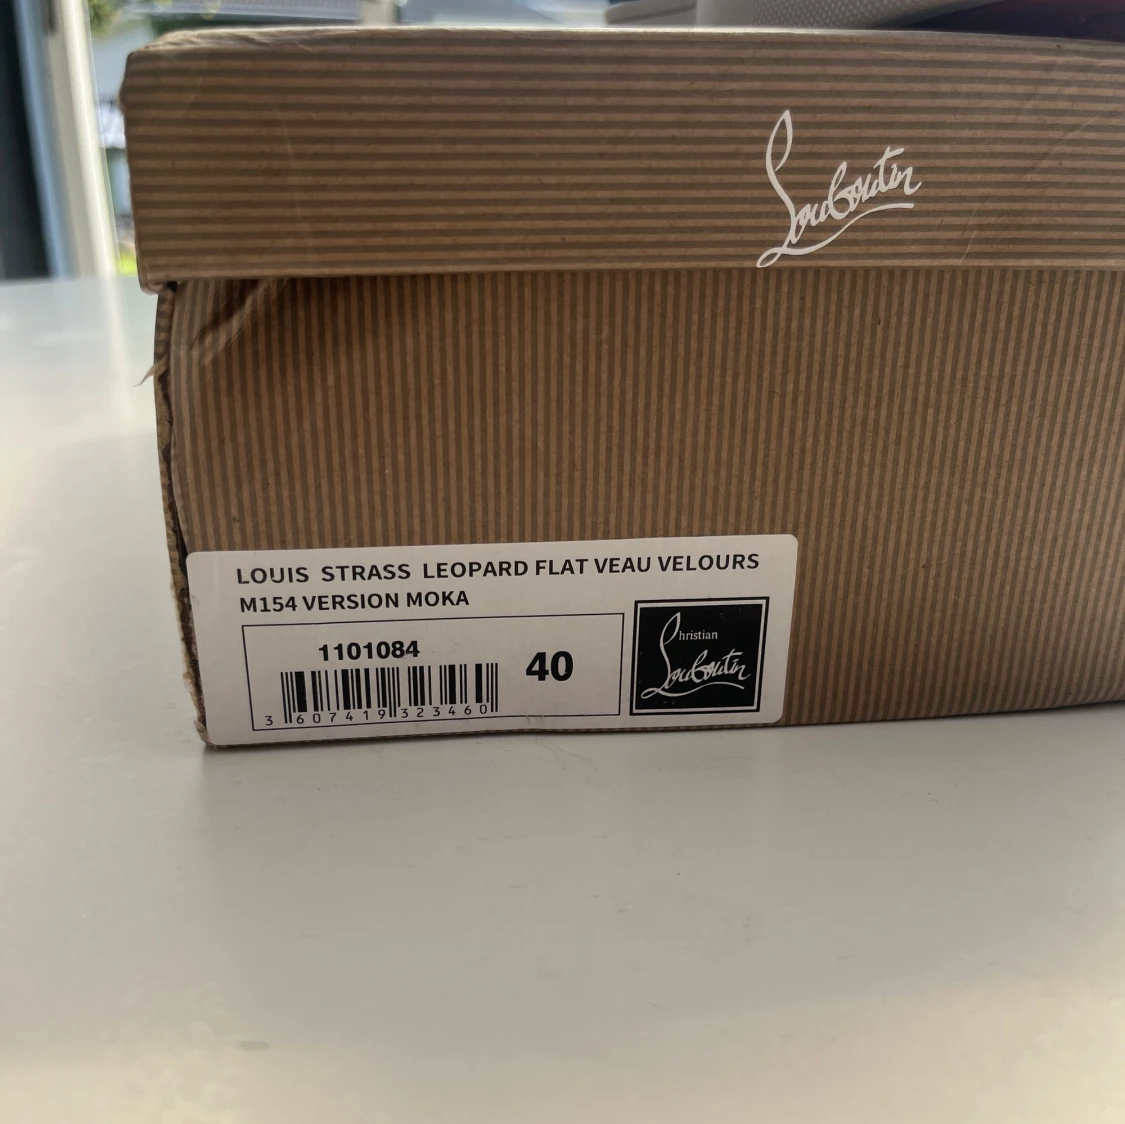 Louboutin
LOUIS STRASS LEOPARD FLAT VEAU VELOURS
M154 VERSION MOKA
1101084
40
3 607419 323460
Christian
Louboutin